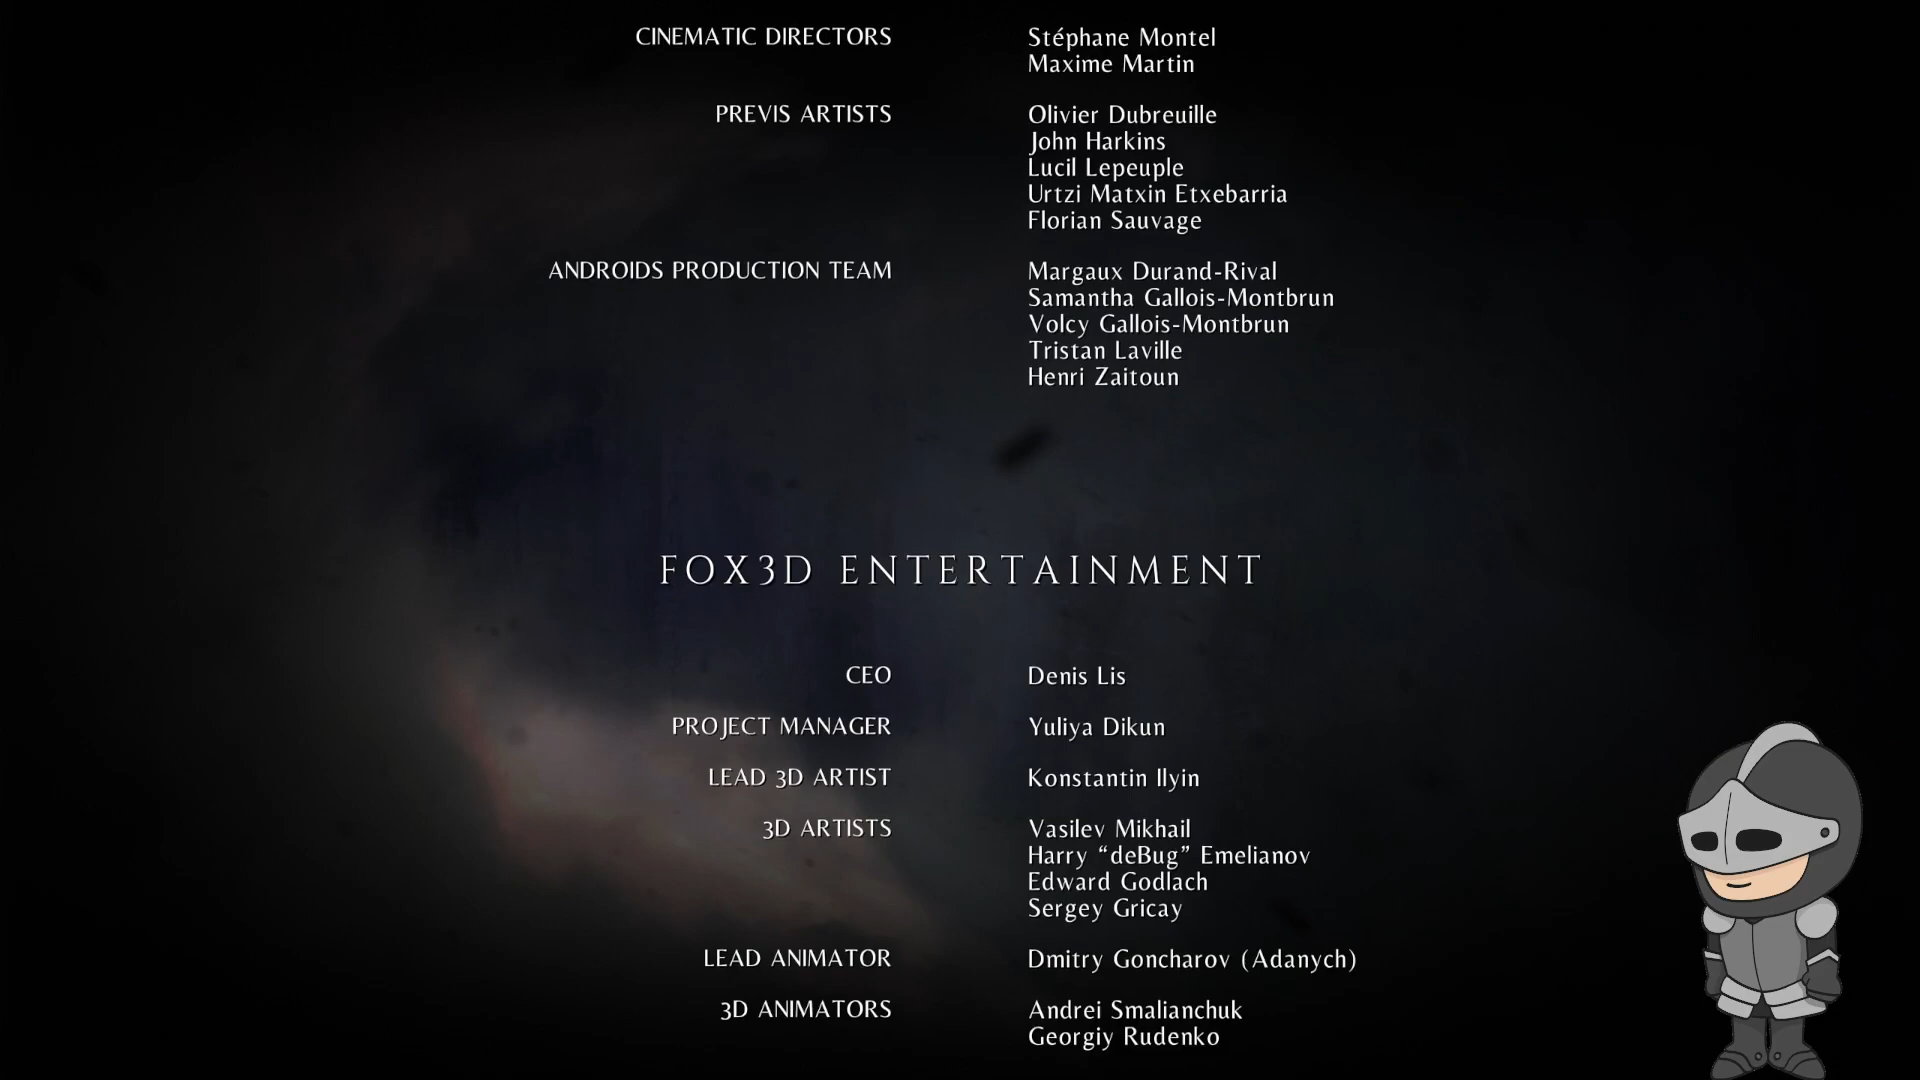 CINEMATIC DIRECTORS Stéphane Montel
Maxime Martin
PREVIS ARTISTS Olivier Dubreuille
John Harkins
Lucil Lepeuple
Urtzi Matxin Etxebarria
Florian Sauvage
ANDROIDS PRODUCTION TEAM Margaux Durand-Rival
Samantha Gallois-Montbrun
Volcy Gallois-Montbrun
Tristan Laville
Henri Zaitoun
FOX3D ENTERTAINMENT
CEO Denis Lis
PROJECT MANAGER Yuliya Dikun
LEAD 3D ARTIST Konstantin Ilyin
3D ARTISTS Vasilev Mikhail
Harry “deBug” Emelianov
Edward Godlach
Sergey Gricay
LEAD ANIMATOR Dmitry Goncharov (Adanych)
3D ANIMATORS Andrei Smalianchuk
Georgiy Rudenko